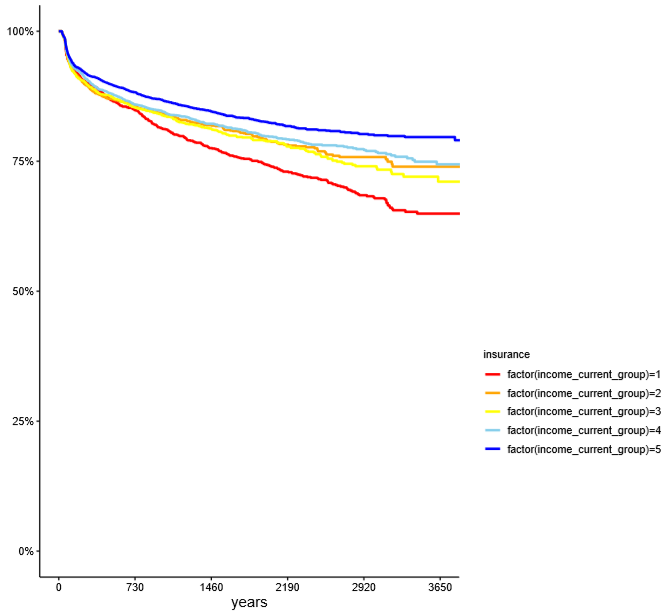 100%
75%
50%
25%
0%
0 730 1460 2190 2920 3650
years
insurance
factor(income_current_group)=1
factor(income_current_group)=2
factor(income_current_group)=3
factor(income_current_group)=4
factor(income_current_group)=5